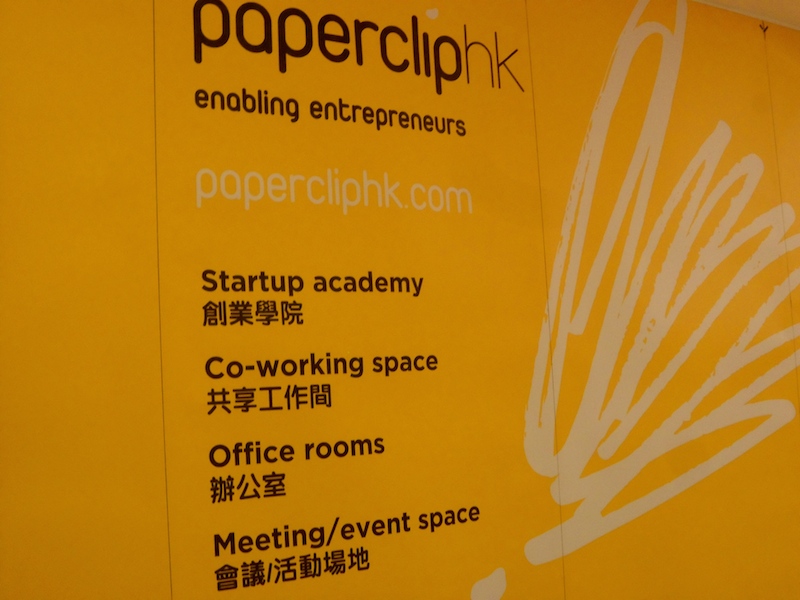 papercliphk
enabling entrepreneurs
papercliphk.com
Startup academy
創業學院
Co-working space
共享工作間
Office rooms
辦公室
Meeting/event space
會議/活動場地